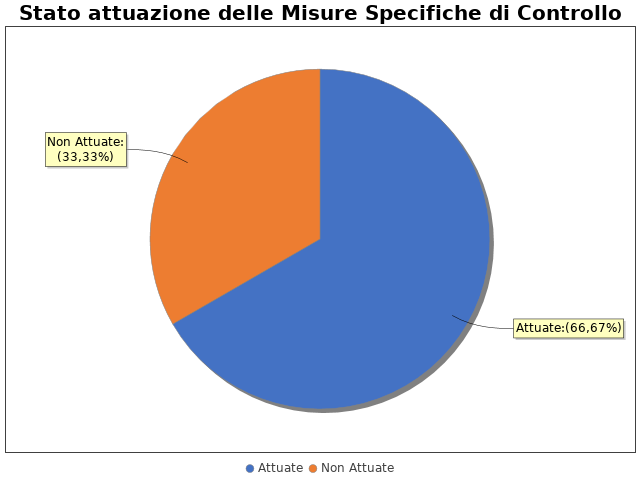 Stato attuazione delle Misure Specifiche di Controllo
Non Attuate:
(33,33%)
Attuate:(66,67%)
Attuate
Non Attuate